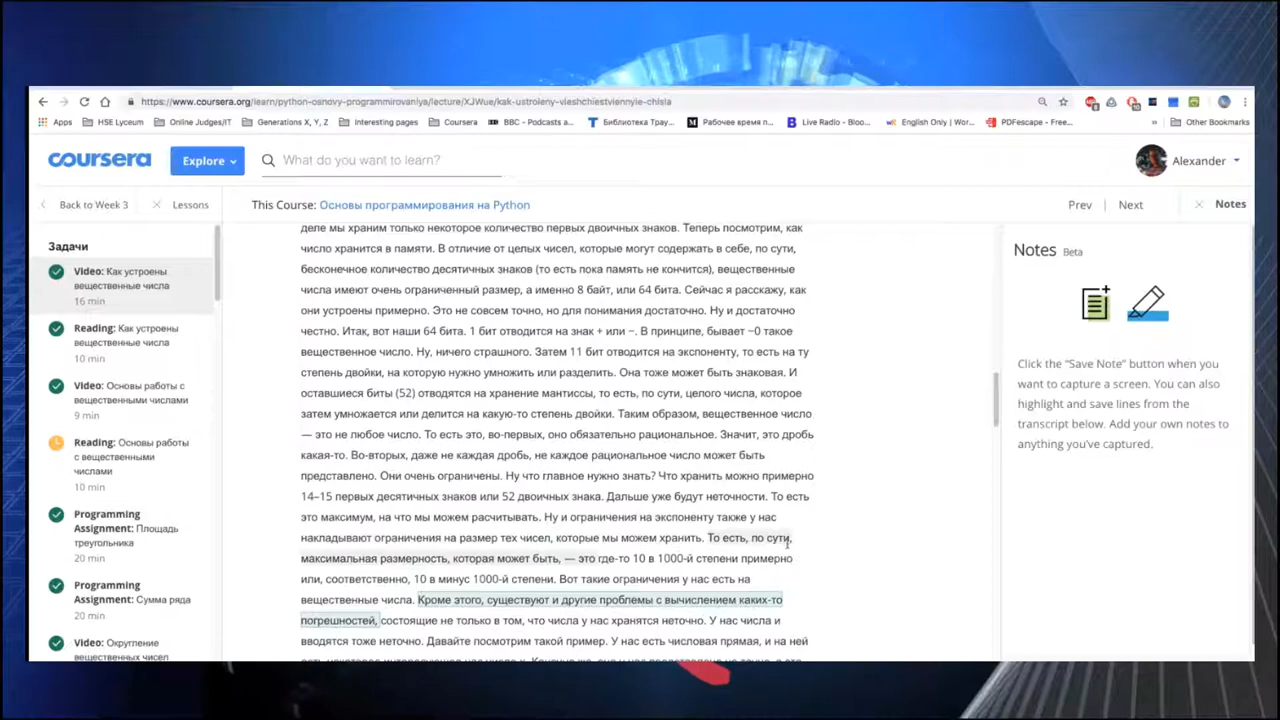 https://www.coursera.org/learn/python-osnovy-programmirovaniya/lecture/XJWue/kak-ustroieny-vieshchiestviennyie-chisla
Apps HSE Lyceum Online Judges/IT Generations X, Y, Z Interesting pages Coursera BBC - Podcasts a... Библиотека Трау... Рабочее время п... Live Radio - Bloo... English Only | Wor... PDFescape - Free... » Other Bookmarks
coursera Explore What do you want to learn? Alexander
Back to Week 3 Lessons This Course: Основы программирования на Python Prev Next Notes
Задачи
Video: Как устроены
вещественные числа
16 min
Reading: Как устроены
вещественные числа
10 min
Video: Основы работы с
вещественными числами
9 min
Reading: Основы работы
с вещественными
числами
10 min
Programming
Assignment: Площадь
треугольника
20 min
Programming
Assignment: Сумма ряда
20 min
Video: Округление
вещественных чисел
деле мы храним только некоторое количество первых двоичных знаков. Теперь посмотрим, как
число хранится в памяти. В отличие от целых чисел, которые могут содержать в себе, по сути,
бесконечное количество десятичных знаков (то есть пока память не кончится), вещественные
числа имеют очень ограниченный размер, а именно 8 байт, или 64 бита. Сейчас я расскажу, как
они устроены примерно. Это не совсем точно, но для понимания достаточно. Ну и достаточно
честно. Итак, вот наши 64 бита. 1 бит отводится на знак + или −. В принципе, бывает −0 такое
вещественное число. Ну, ничего страшного. Затем 11 бит отводится на экспоненту, то есть на ту
степень двойки, на которую нужно умножить или разделить. Она тоже может быть знаковая. И
оставшиеся биты (52) отводятся на хранение мантиссы, то есть, по сути, целого числа, которое
затем умножается или делится на какую-то степень двойки. Таким образом, вещественное число
— это не любое число. То есть это, во-первых, оно обязательно рациональное. Значит, это дробь
какая-то. Во-вторых, даже не каждая дробь, не каждое рациональное число может быть
представлено. Они очень ограничены. Ну что главное нужно знать? Что хранить можно примерно
14–15 первых десятичных знаков или 52 двоичных знака. Дальше уже будут неточности. То есть
это максимум, на что мы можем расчитывать. Ну и ограничения на экспоненту также у нас
накладывают ограничения на размер тех чисел, которые мы можем хранить. То есть, по сути,
максимальная размерность, которая может быть, — это где-то 10 в 1000-й степени примерно
или, соответственно, 10 в минус 1000-й степени. Вот такие ограничения у нас есть на
вещественные числа. Кроме этого, существуют и другие проблемы с вычислением каких-то
погрешностей, состоящие не только в том, что числа у нас хранятся неточно. У нас числа и
вводятся тоже неточно. Давайте посмотрим такой пример. У нас есть числовая прямая, и на ней
Notes Beta
Click the “Save Note” button when you
want to capture a screen. You can also
highlight and save lines from the
transcript below. Add your own notes to
anything you’ve captured.